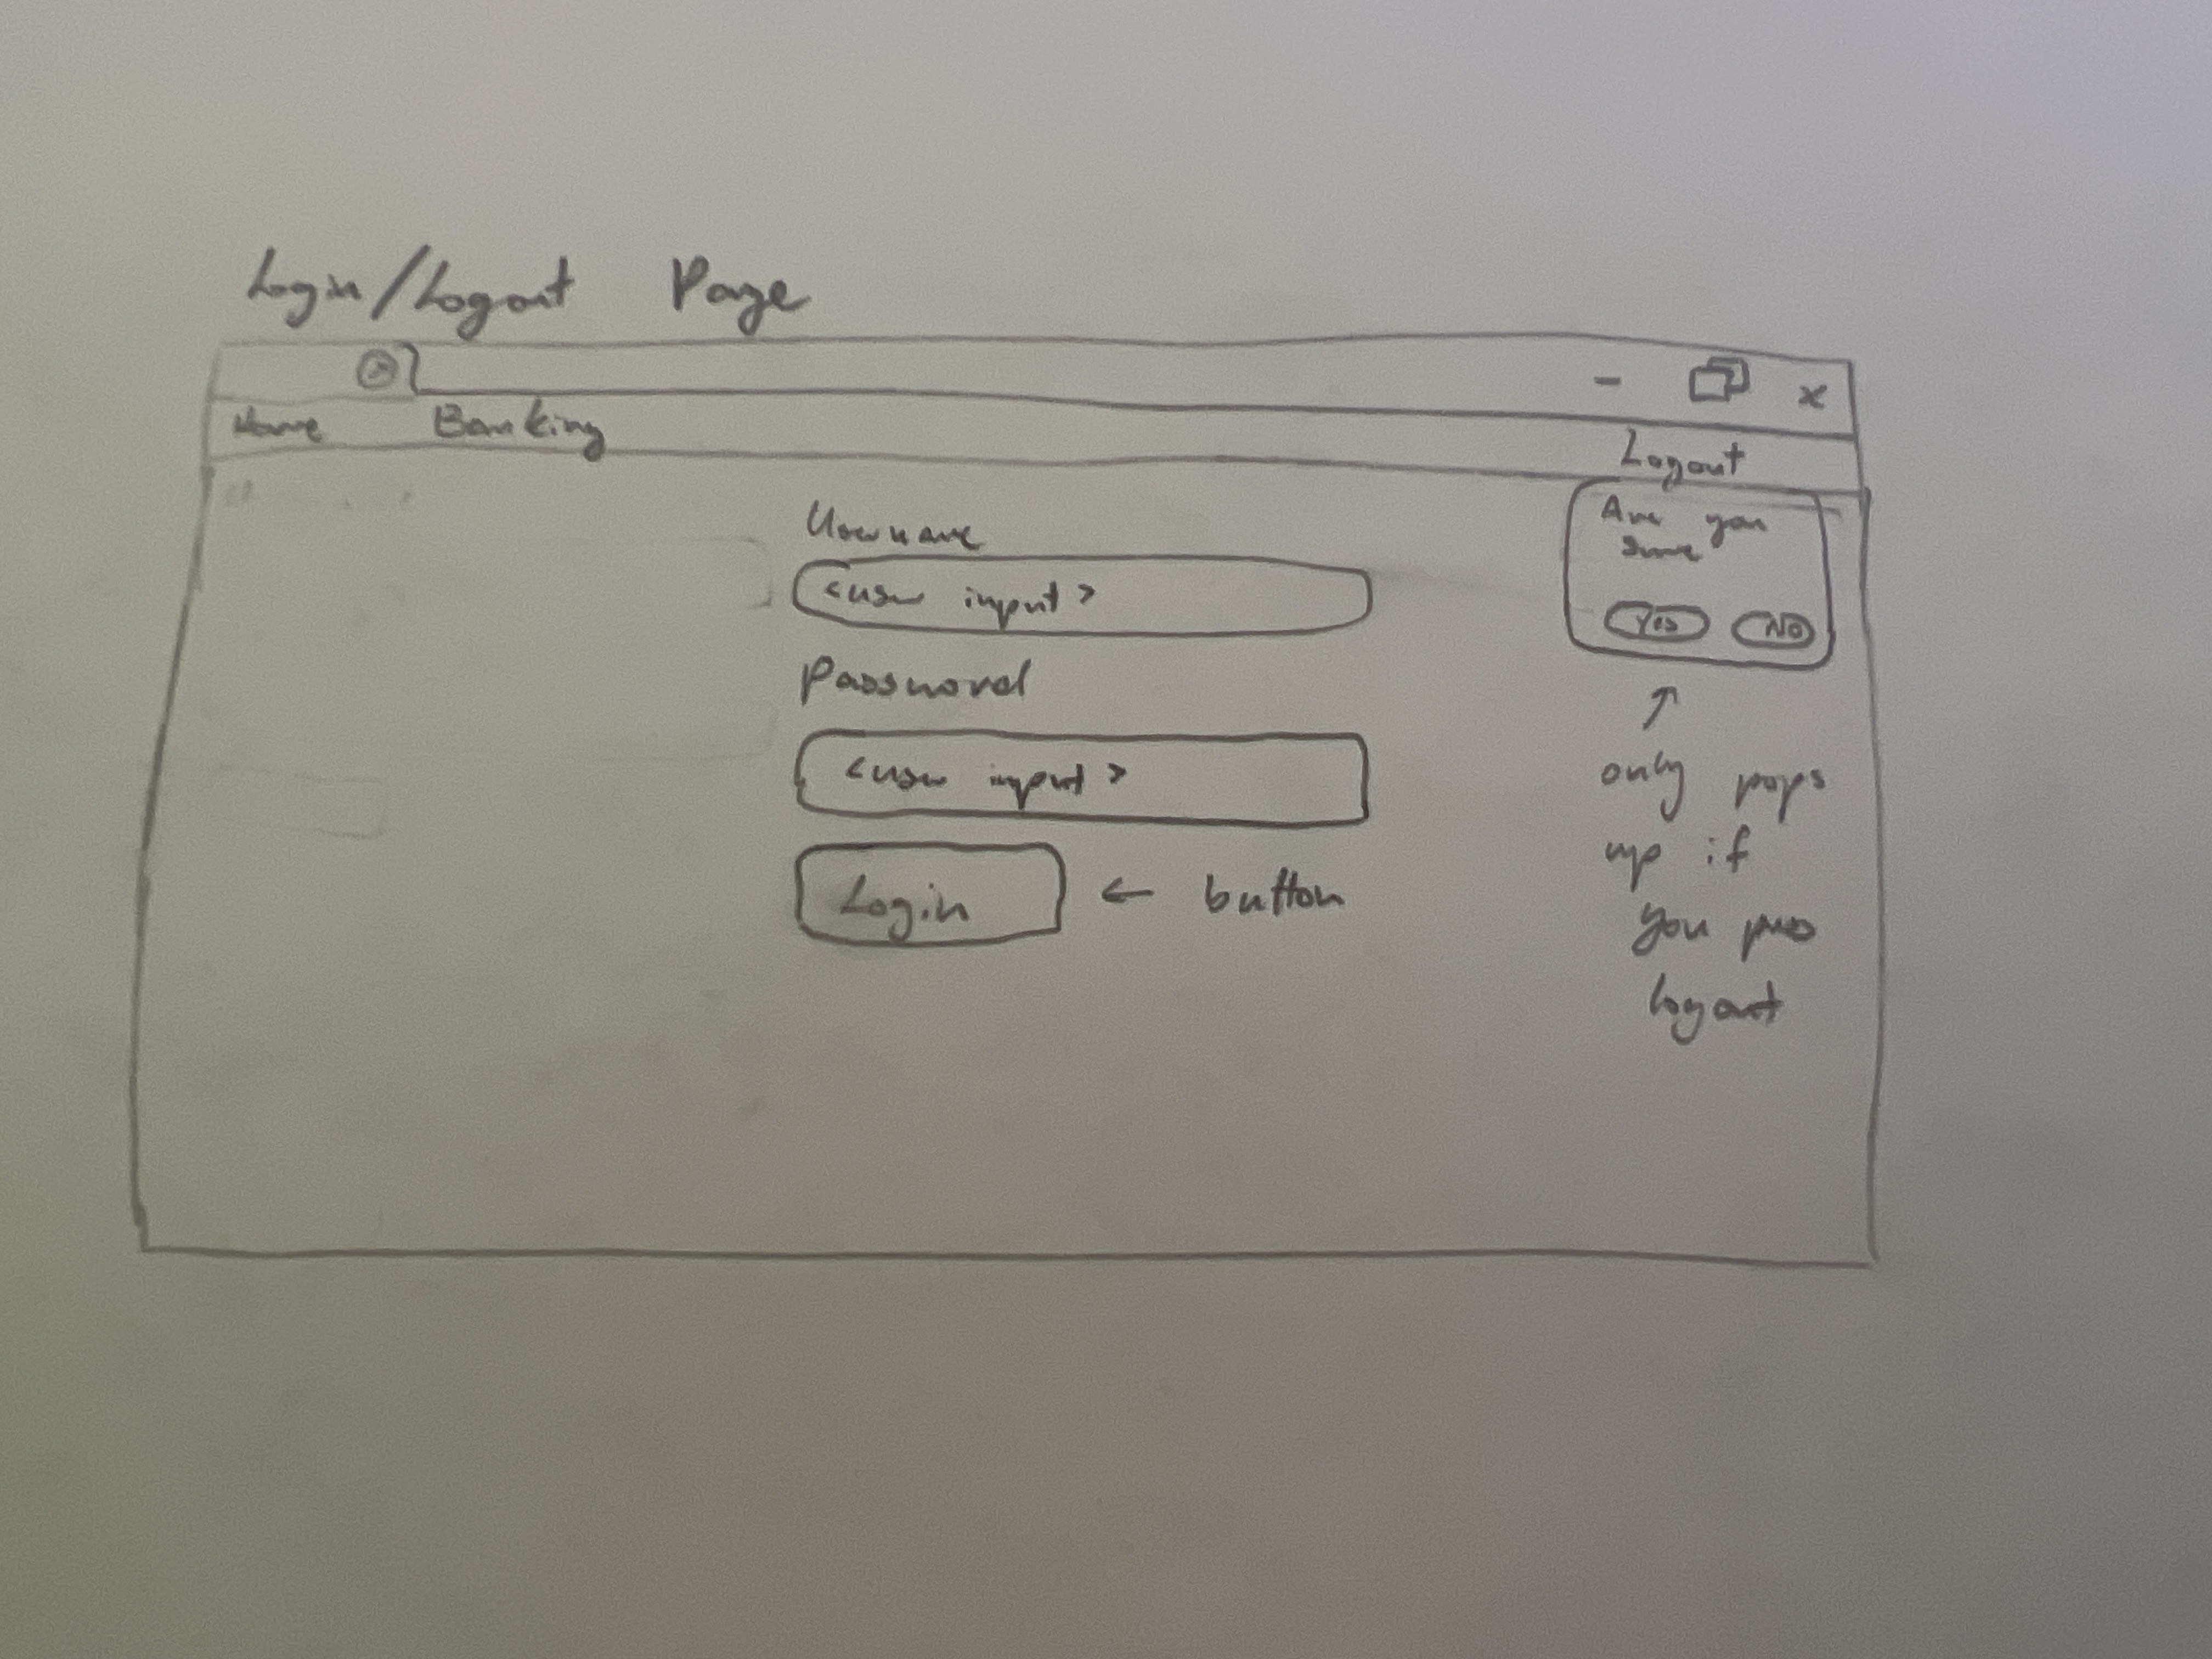 Login/Logout Page
x
- x
Home Banking Logout
Username
<user input>
Password
<user input>
Login ← button
Are you
sure
Yes No
↑
only pops
up if
you press
logout